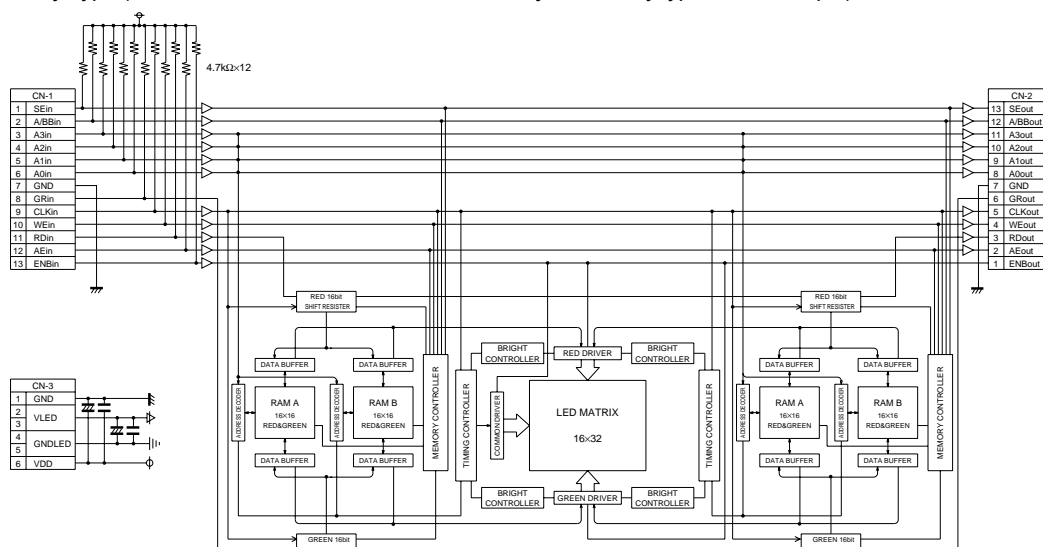 4.7kΩ×12
CN-1
1 SEin
2 A/BBin
3 A3in
4 A2in
5 A1in
6 A0in
7 GND
8 GRin
9 CLKin
10 WEin
11 RDin
12 AEin
13 ENBin
CN-2
13 SEout
12 A/BBout
11 A3out
10 A2out
9 A1out
8 A0out
7 GND
6 GRout
5 CLKout
4 WEout
3 RDout
2 AEout
1 ENBout
RED 16bit
SHIFT RESISTER
DATA BUFFER
DATA BUFFER
ADDRESS DECODER
RAM A
16×16
RED&GREEN
ADDRESS DECODER
RAM B
16×16
RED&GREEN
DATA BUFFER
DATA BUFFER
GREEN 16bit
MEMORY CONTROLLER
TIMING CONTROLLER
BRIGHT
CONTROLLER
RED DRIVER
BRIGHT
CONTROLLER
COMMON DRIVER
LED MATRIX
16×32
BRIGHT
CONTROLLER
GREEN DRIVER
BRIGHT
CONTROLLER
TIMING CONTROLLER
RED 16bit
SHIFT RESISTER
DATA BUFFER
DATA BUFFER
ADDRESS DECODER
RAM A
16×16
RED&GREEN
ADDRESS DECODER
RAM B
16×16
RED&GREEN
DATA BUFFER
DATA BUFFER
GREEN 16bit
MEMORY CONTROLLER
CN-3
1 GND
2
VLED
3
4
GNDLED
5
6 VDD